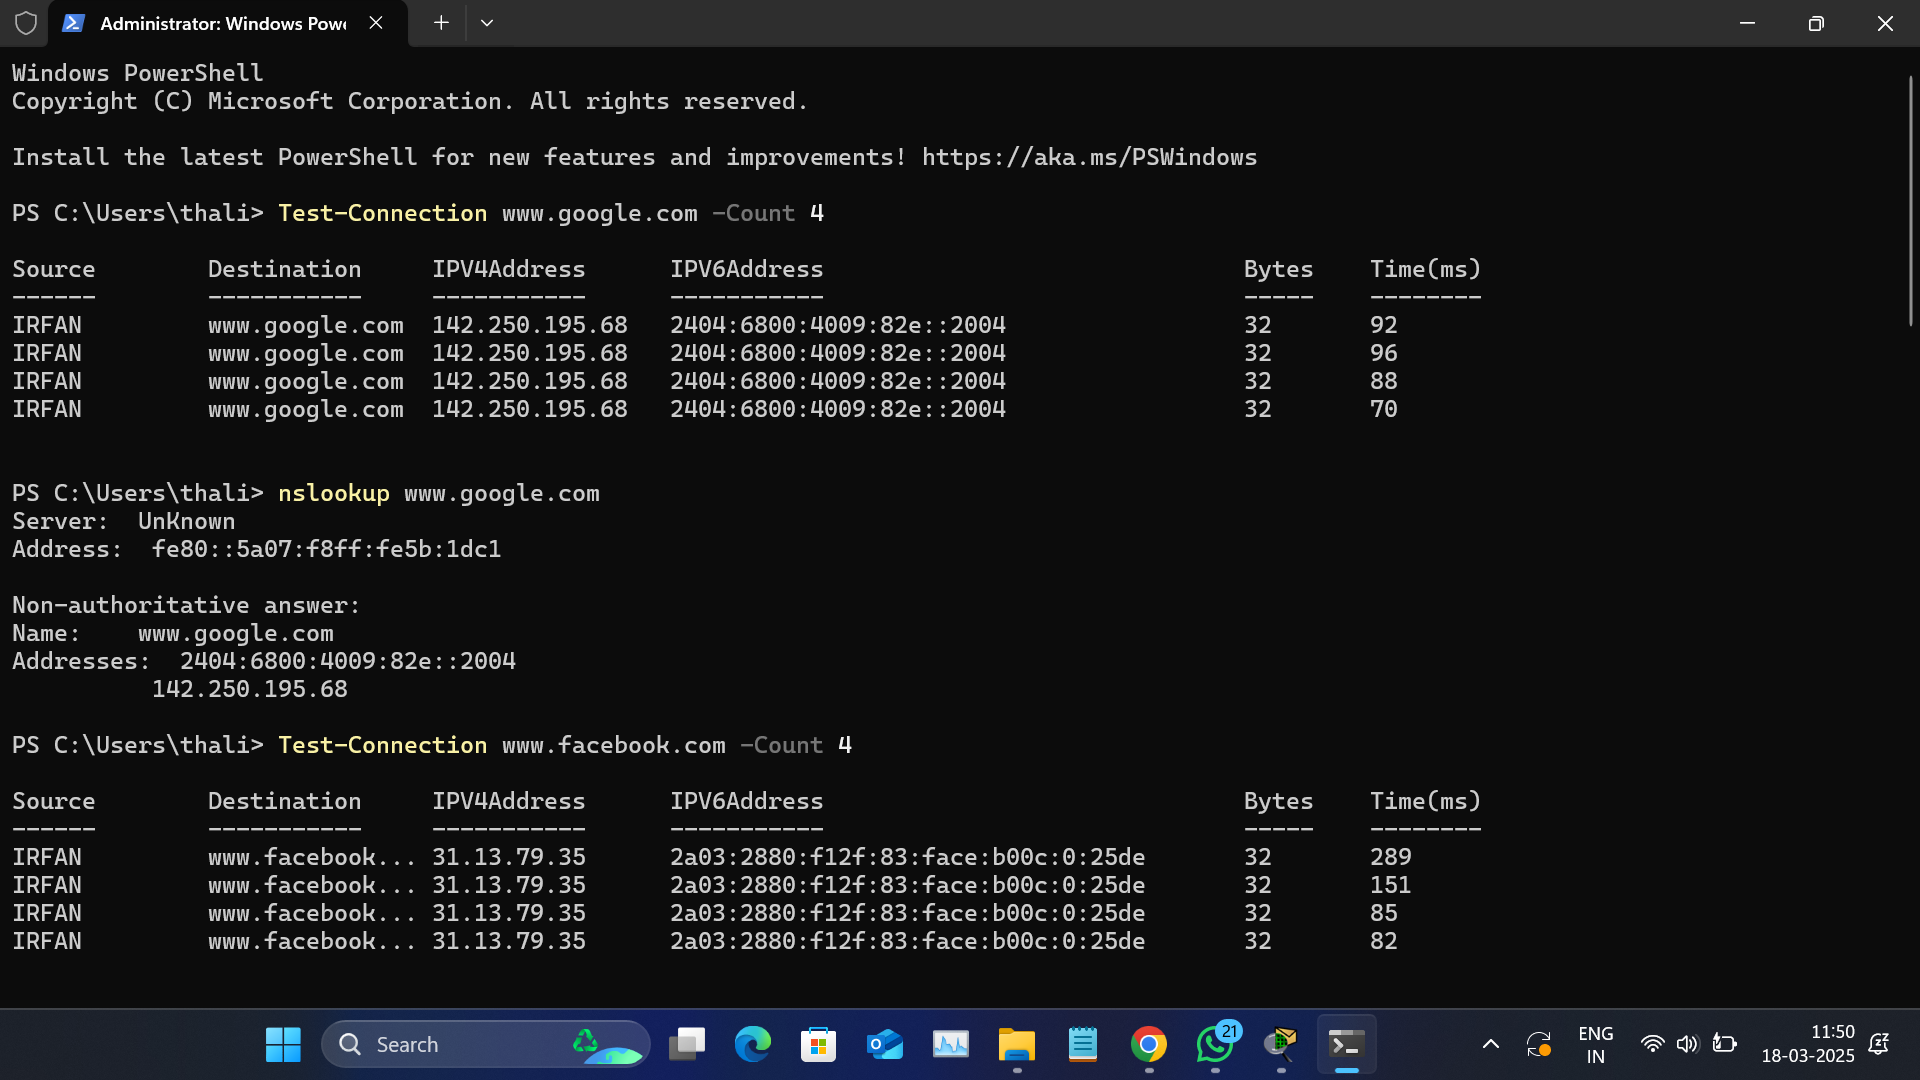 Administrator: Windows Pow
Windows PowerShell
Copyright (C) Microsoft Corporation. All rights reserved.
Install the latest PowerShell for new features and improvements! https://aka.ms/PSWindows
PS C:\Users\thali> Test-Connection www.google.com -Count 4
Source Destination IPV4Address IPV6Address Bytes Time(ms)
------ ----------- ----------- ----------- ----- --------
IRFAN www.google.com 142.250.195.68 2404:6800:4009:82e::2004 32 92
IRFAN www.google.com 142.250.195.68 2404:6800:4009:82e::2004 32 96
IRFAN www.google.com 142.250.195.68 2404:6800:4009:82e::2004 32 88
IRFAN www.google.com 142.250.195.68 2404:6800:4009:82e::2004 32 70
PS C:\Users\thali> nslookup www.google.com
Server: UnKnown
Address: fe80::5a07:f8ff:fe5b:1dc1
Non-authoritative answer:
Name: www.google.com
Addresses: 2404:6800:4009:82e::2004
142.250.195.68
PS C:\Users\thali> Test-Connection www.facebook.com -Count 4
Source Destination IPV4Address IPV6Address Bytes Time(ms)
------ ----------- ----------- ----------- ----- --------
IRFAN www.facebook... 31.13.79.35 2a03:2880:f12f:83:face:b00c:0:25de 32 289
IRFAN www.facebook... 31.13.79.35 2a03:2880:f12f:83:face:b00c:0:25de 32 151
IRFAN www.facebook... 31.13.79.35 2a03:2880:f12f:83:face:b00c:0:25de 32 85
IRFAN www.facebook... 31.13.79.35 2a03:2880:f12f:83:face:b00c:0:25de 32 82
Search
21
ENG
IN
11:50
18-03-2025